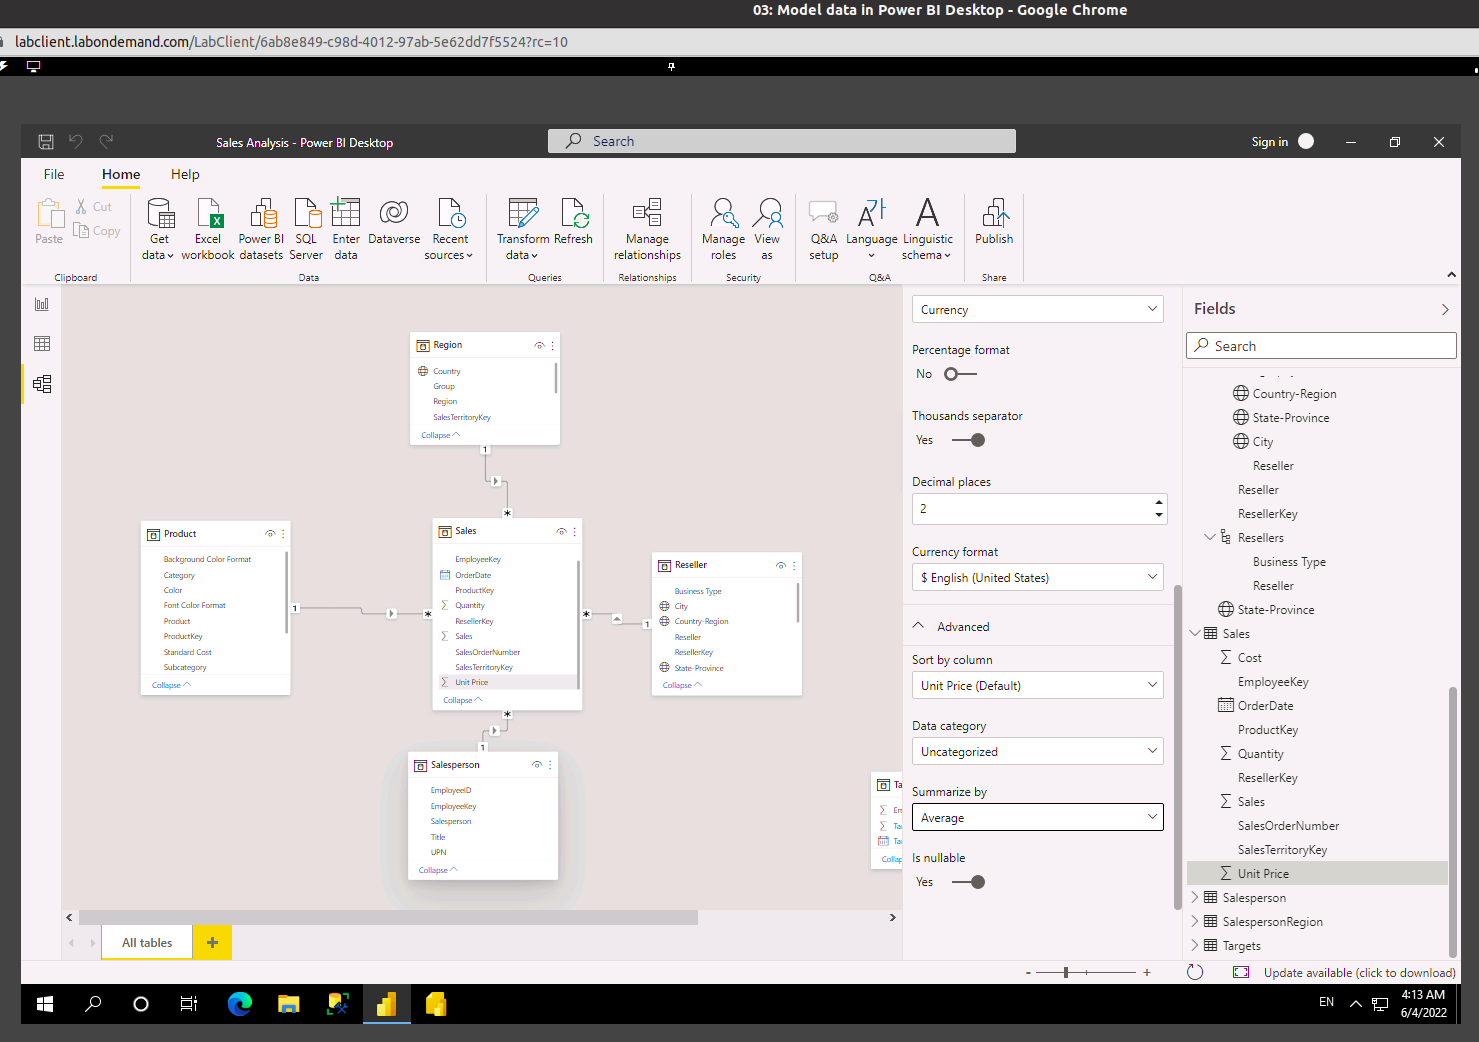 03: Model data in Power BI Desktop - Google Chrome
labclient.labondemand.com/LabClient/6ab8e849-c98d-4012-97ab-5e62dd7f5524?rc=10
Sales Analysis - Power BI Desktop
Search
Sign in
File
Home
Help
Paste
Cut
Copy
Get data
Excel workbook
Power BI datasets
SQL Server
Enter data
Dataverse
Recent sources
Transform data
Refresh
Manage relationships
Manage roles
View as
Q&A setup
Language
Linguistic schema
Publish
Clipboard
Data
Queries
Relationships
Security
Q&A
Share
Region
Country
Group
Region
SalesTerritoryKey
Collapse
1
*
Product
Background Color Format
Category
Color
Font Color Format
Product
ProductKey
Standard Cost
Subcategory
Collapse
1
*
Sales
EmployeeKey
OrderDate
ProductKey
Quantity
ResellerKey
Sales
SalesOrderNumber
SalesTerritoryKey
Unit Price
Collapse
*
1
*
1
Reseller
Business Type
City
Country-Region
Reseller
ResellerKey
State-Province
Collapse
Salesperson
EmployeeID
EmployeeKey
Salesperson
Title
UPN
Collapse
Ta
Em
Ta
Ta
Collap
All tables
+
Currency
Percentage format
No
Thousands separator
Yes
Decimal places
2
Currency format
$ English (United States)
Advanced
Sort by column
Unit Price (Default)
Data category
Uncategorized
Summarize by
Average
Is nullable
Yes
Fields
Search
Country-Region
State-Province
City
Reseller
Reseller
ResellerKey
Resellers
Business Type
Reseller
State-Province
Sales
Cost
EmployeeKey
OrderDate
ProductKey
Quantity
ResellerKey
Sales
SalesOrderNumber
SalesTerritoryKey
Unit Price
Salesperson
SalespersonRegion
Targets
- +
Update available (click to download)
EN
4:13 AM
6/4/2022